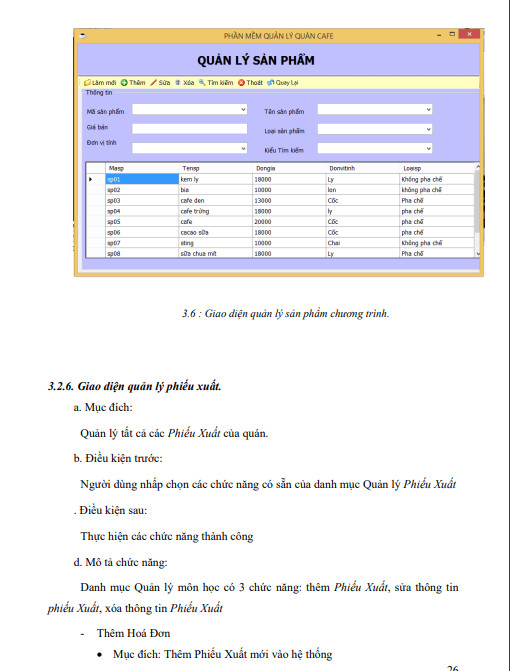 PHẦN MỀM QUẢN LÝ QUÁN CAFE
QUẢN LÝ SẢN PHẨM
Làm mới Thêm Sửa Xóa Tìm kiếm Thoát Quay Lại
Thông tin
Mã sản phẩm Tên sản phẩm
Giá bán Loại sản phẩm
Đơn vị tính Kiểu Tìm kiếm
Masp Tensp Dongia Donvitinh Loaisp
sp01 kem ly 18000 Ly Không pha chế
sp02 bia 10000 lon không pha chế
sp03 cafe den 13000 Cốc Pha chế
sp04 cafe trứng 18000 ly pha chế
sp05 cafe 20000 Cốc pha chế
sp06 cacao sữa 18000 Cốc pha chế
sp07 sting 10000 Chai Không pha chế
sp08 sữa chua mít 18000 Ly Pha chế
3.6 : Giao diện quản lý sản phẩm chương trình.
3.2.6. Giao diện quản lý phiếu xuất.
a. Mục đích:
Quản lý tất cả các Phiếu Xuất của quán.
b. Điều kiện trước:
Người dùng nhấp chọn các chức năng có sẵn của danh mục Quản lý Phiếu Xuất
. Điều kiện sau:
Thực hiện các chức năng thành công
d. Mô tả chức năng:
Danh mục Quản lý môn học có 3 chức năng: thêm Phiếu Xuất, sửa thông tin
phiếu Xuất, xóa thông tin Phiếu Xuất
- Thêm Hoá Đơn
• Mục đích: Thêm Phiếu Xuất mới vào hệ thống
26